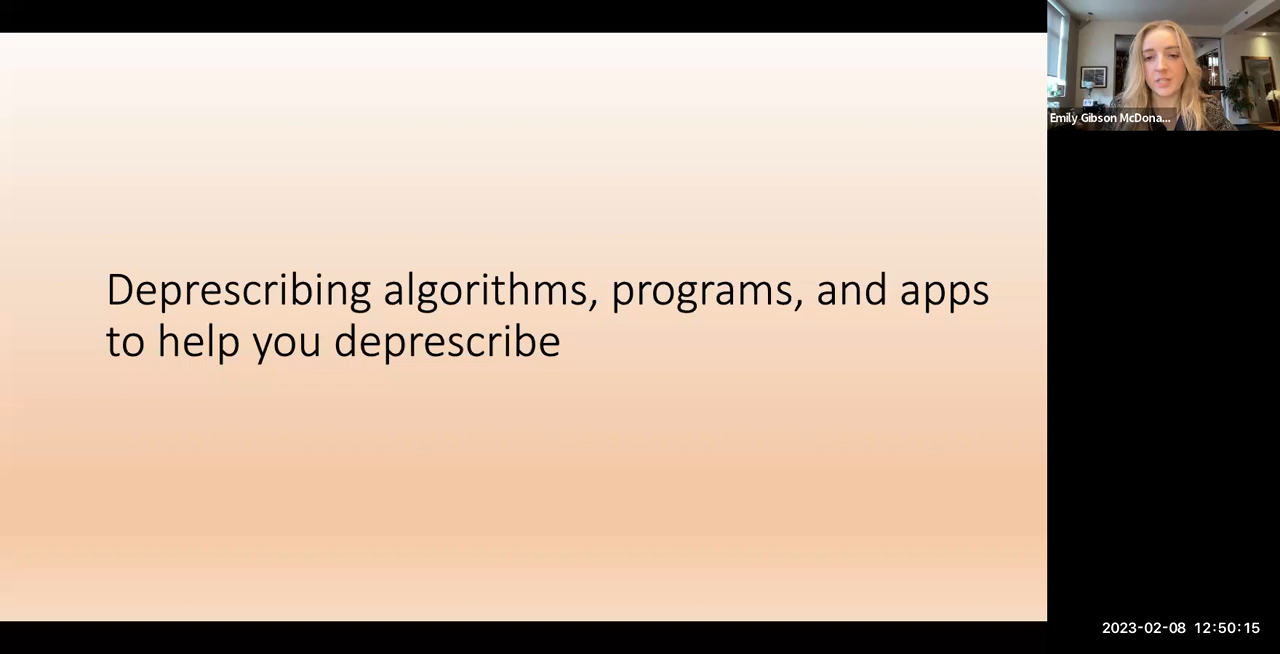 Deprescribing algorithms, programs, and apps
to help you deprescribe
Emily Gibson McDona...
2023-02-08 12:50:15